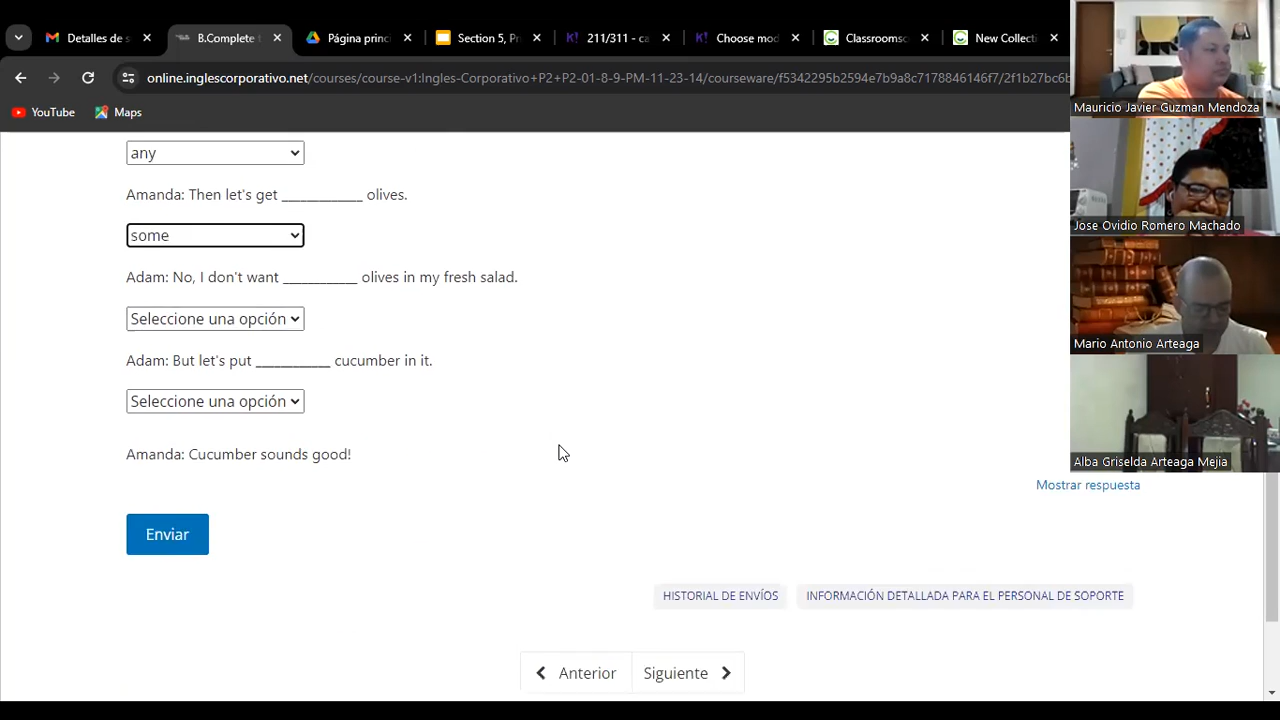 Detalles de s
B.Complete t
Página princ
Section 5, Pr
211/311 - ca
Choose mod
Classroomsc
New Collecti
online.inglescorporativo.net/courses/course-v1:Ingles-Corporativo+P2+P2-01-8-9-PM-11-23-14/courseware/f5342295b2594e7b9a8c7178846146f7/2f1b27bc6b
YouTube
Maps
any
Amanda: Then let's get _____________ olives.
some
Adam: No, I don't want ____________ olives in my fresh salad.
Seleccione una opción
Adam: But let's put ____________ cucumber in it.
Seleccione una opción
Amanda: Cucumber sounds good!
Mostrar respuesta
Enviar
HISTORIAL DE ENVÍOS
INFORMACIÓN DETALLADA PARA EL PERSONAL DE SOPORTE
Anterior
Siguiente
Mauricio Javier Guzman Mendoza
Jose Ovidio Romero Machado
Mario Antonio Arteaga
Alba Griselda Arteaga Mejia